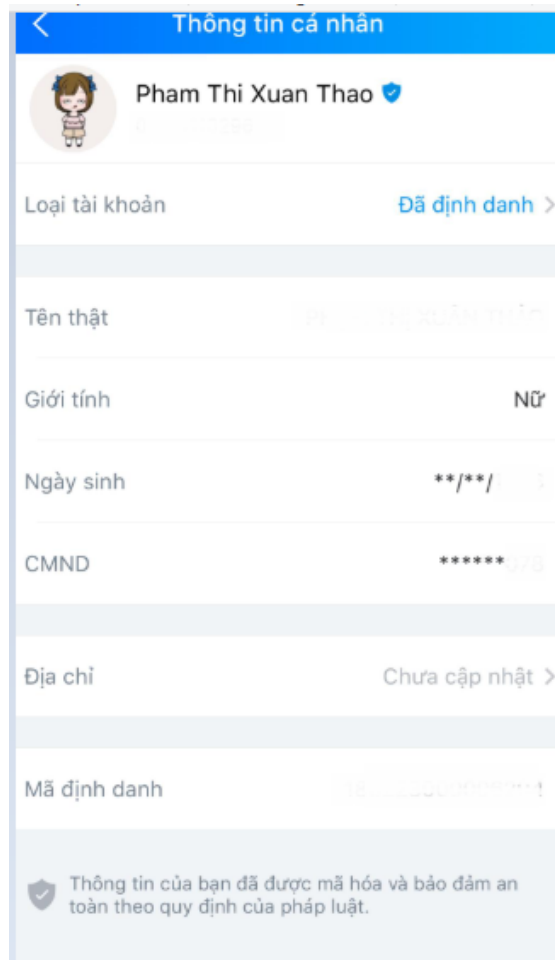 Thông tin cá nhân
Pham Thi Xuan Thao
Loại tài khoản Đã định danh
Tên thật XUÂN
Giới tính Nữ
Ngày sinh **/**/
CMND ******
Địa chỉ Chưa cập nhật
Mã định danh
Thông tin của bạn đã được mã hóa và bảo đảm an
toàn theo quy định của pháp luật.